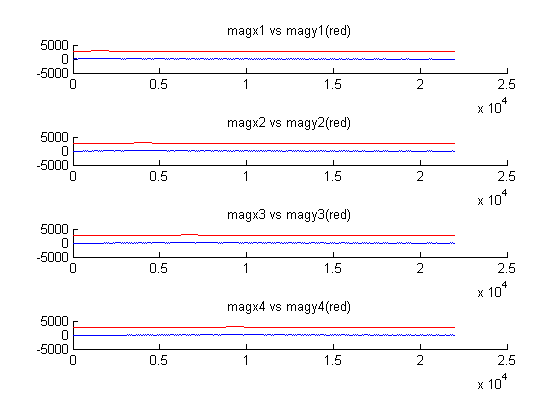 magx1 vs magy1(red)
5000
0
-5000
0 0.5 1 1.5 2 2.5
x 10^4
magx2 vs magy2(red)
5000
0
-5000
0 0.5 1 1.5 2 2.5
x 10^4
magx3 vs magy3(red)
5000
0
-5000
0 0.5 1 1.5 2 2.5
x 10^4
magx4 vs magy4(red)
5000
0
-5000
0 0.5 1 1.5 2 2.5
x 10^4